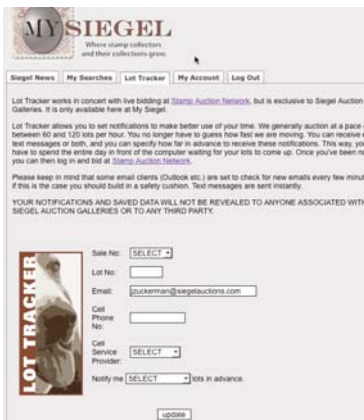 MY SIEGEL
Where stamp collectors
and their collections grow.
Siegel News My Searches Lot Tracker My Account Log Out
Lot Tracker works in concert with live bidding at Stamp Auction Network, but is exclusive to Siegel Auction
Galleries. It is only available here at My Siegel.
Lot Tracker allows you to set notifications to make better use of your time. We generally auction at a pace
between 60 and 120 lots per hour. You no longer have to guess how fast we are moving. You can receive
text messages or both, and you can specify how far in advance to receive these notifications. This way, you
have to spend the entire day in front of the computer waiting for your lots to come up. Once you've been
you can then log in and bid at Stamp Auction Network.
Please keep in mind that some email clients (Outlook etc.) are set to check for new emails every few
if this is the case you should build in a safety cushion. Text messages are sent instantly.
YOUR NOTIFICATIONS AND SAVED DATA WILL NOT BE REVEALED TO ANYONE ASSOCIATED
SIEGEL AUCTION GALLERIES OR TO ANY THIRD PARTY.
LOT TRACKER
Sale No: SELECT
Lot No:
Email: jzuckerman@siegelauctions.com
Cell
Phone
No:
Cell
Service
Provider: SELECT
Notify me SELECT lots in advance.
update